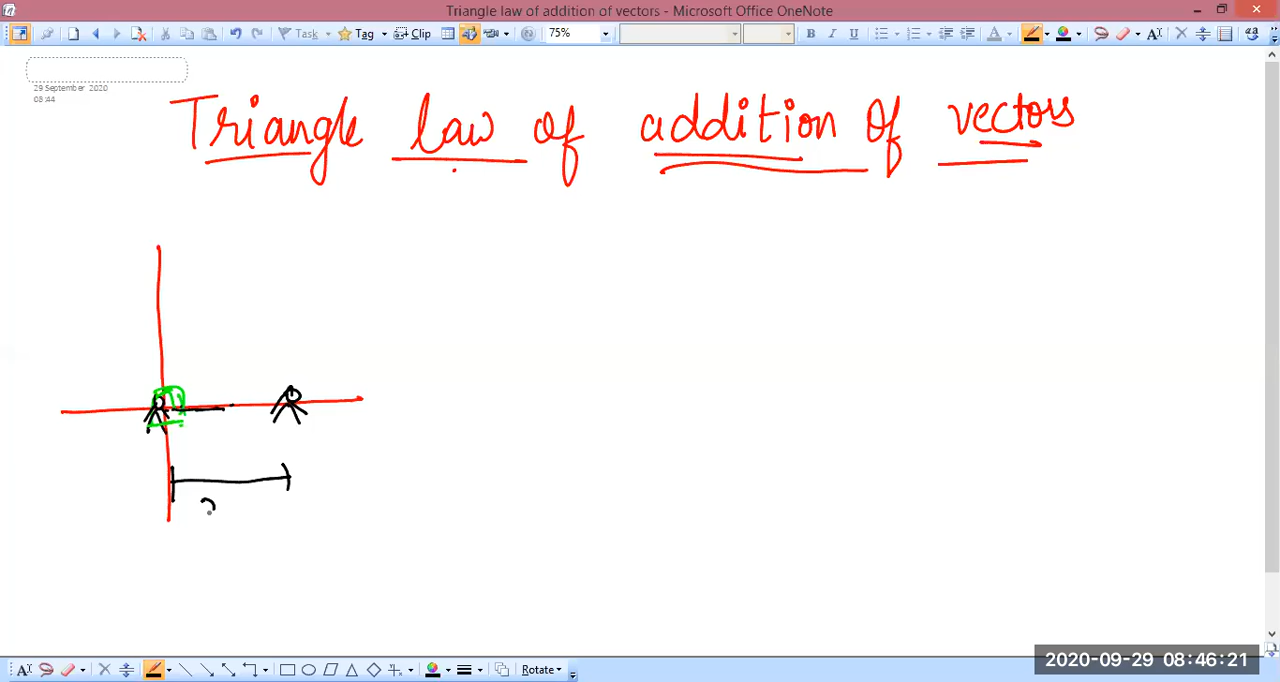 Triangle law of addition of vectors - Microsoft Office OneNote
Task Tag Clip 75% B I U
29 September 2020
08:44
Triangle law of addition of vectors
2020-09-29 08:46:21
Rotate